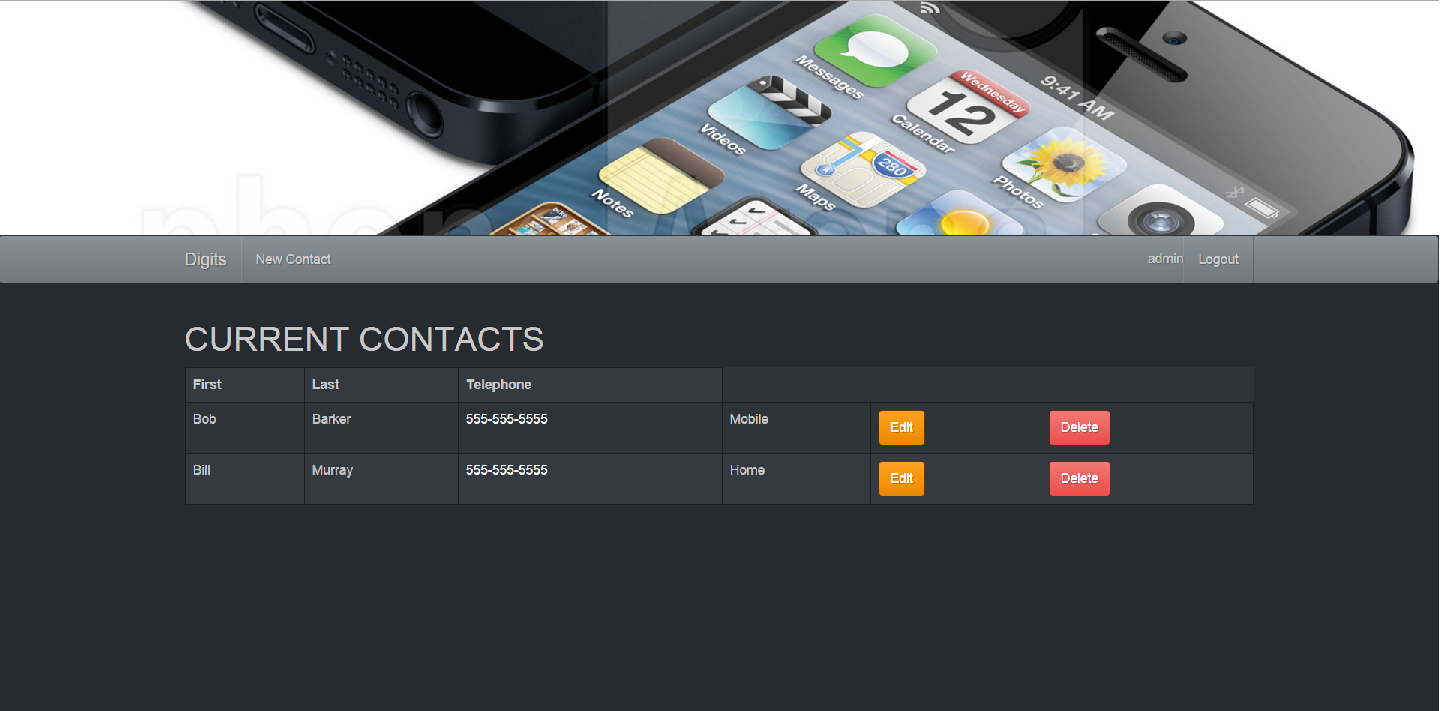 Messages
Wednesday
12
Calendar
9:41 AM
Videos
280
Maps
Photos
Notes
Digits
New Contact
admin
Logout
CURRENT CONTACTS
First Last Telephone
Bob Barker 555-555-5555 Mobile Edit Delete
Bill Murray 555-555-5555 Home Edit Delete